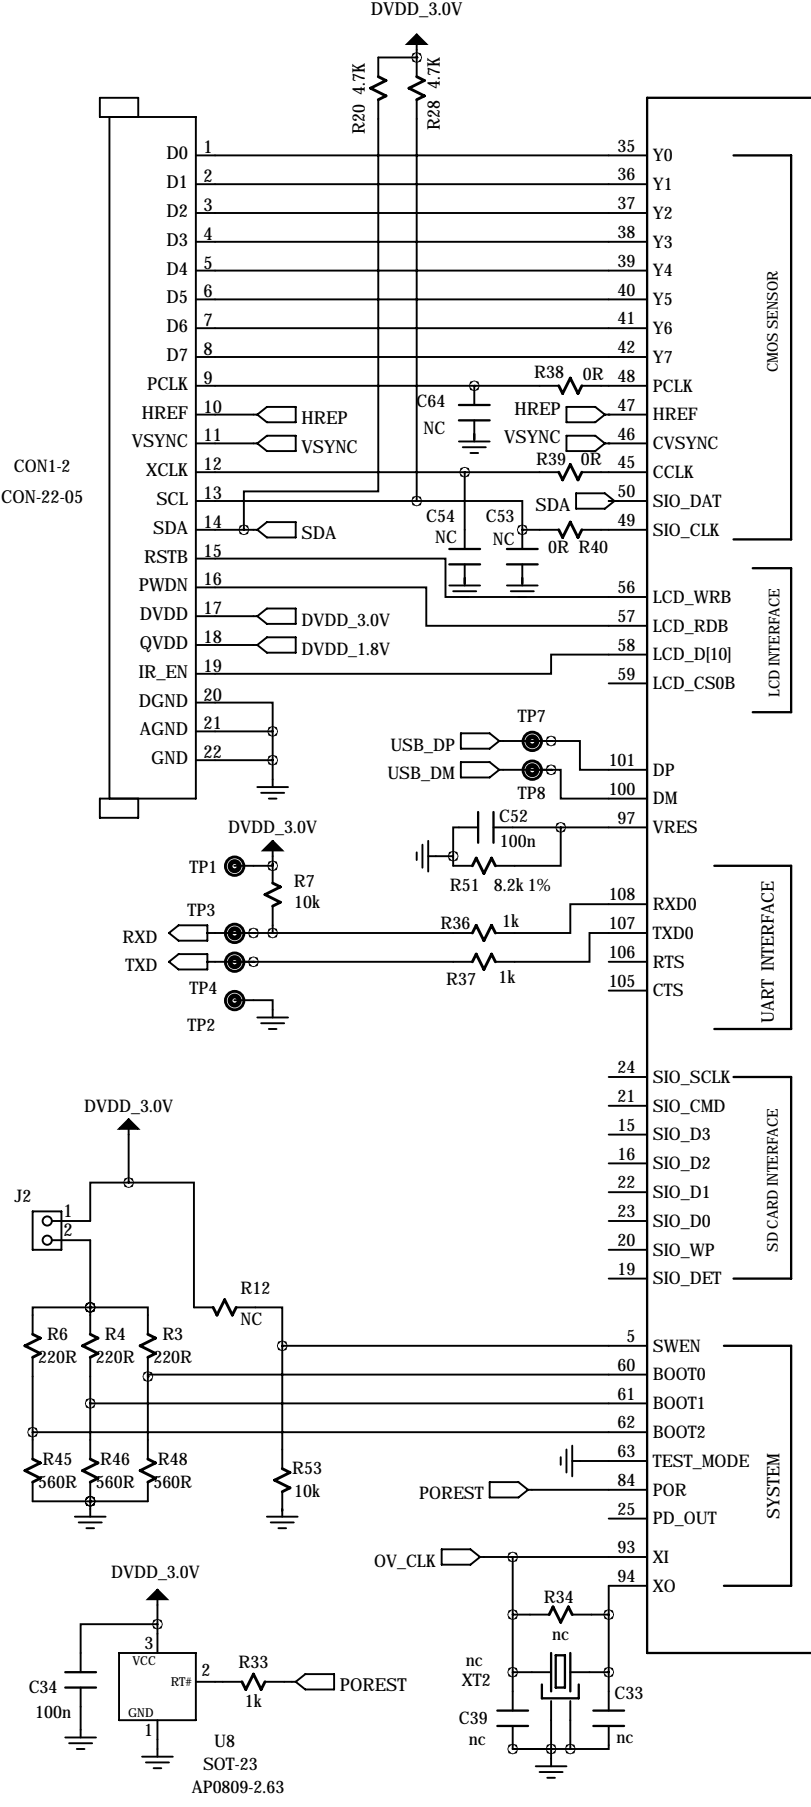 DVDD_3.0V
R20 4.7K
R28 4.7K
CON1-2
CON-22-05
D0 1
D1 2
D2 3
D3 4
D4 5
D5 6
D6 7
D7 8
PCLK 9
HREF 10 HREP
VSYNC 11 VSYNC
XCLK 12
SCL 13
SDA 14 SDA
RSTB 15
PWDN 16
DVDD 17 DVDD_3.0V
QVDD 18 DVDD_1.8V
IR_EN 19
DGND 20
AGND 21
GND 22
35 Y0
36 Y1
37 Y2
38 Y3
39 Y4
40 Y5
41 Y6
42 Y7
R38 0R 48 PCLK
C64
NC
HREP 47 HREF
VSYNC 46 CVSYNC
R39 0R 45 CCLK
SDA 50 SIO_DAT
49 SIO_CLK
C54
NC
C53
NC
0R R40
CMOS SENSOR
56 LCD_WRB
57 LCD_RDB
58 LCD_D[10]
59 LCD_CS0B
LCD INTERFACE
TP7
USB_DP
USB_DM
TP8
101 DP
100 DM
97 VRES
C52
100n
R51 8.2k 1%
DVDD_3.0V
TP1
R7
10k
TP3
RXD
TXD
TP4
TP2
R36 1k
R37 1k
108 RXD0
107 TXD0
106 RTS
105 CTS
UART INTERFACE
24 SIO_SCLK
21 SIO_CMD
15 SIO_D3
16 SIO_D2
22 SIO_D1
23 SIO_D0
20 SIO_WP
19 SIO_DET
SD CARD INTERFACE
DVDD_3.0V
J2
1
2
R12
NC
R6
220R
R4
220R
R3
220R
R45
560R
R46
560R
R48
560R
R53
10k
5 SWEN
60 BOOT0
61 BOOT1
62 BOOT2
63 TEST_MODE
POREST 84 POR
25 PD_OUT
OV_CLK 93 XI
94 XO
SYSTEM
R34
nc
nc
XT2
C39
nc
C33
nc
DVDD_3.0V
3
VCC
RT# 2
GND
1
C34
100n
R33
1k
POREST
U8
SOT-23
AP0809-2.63